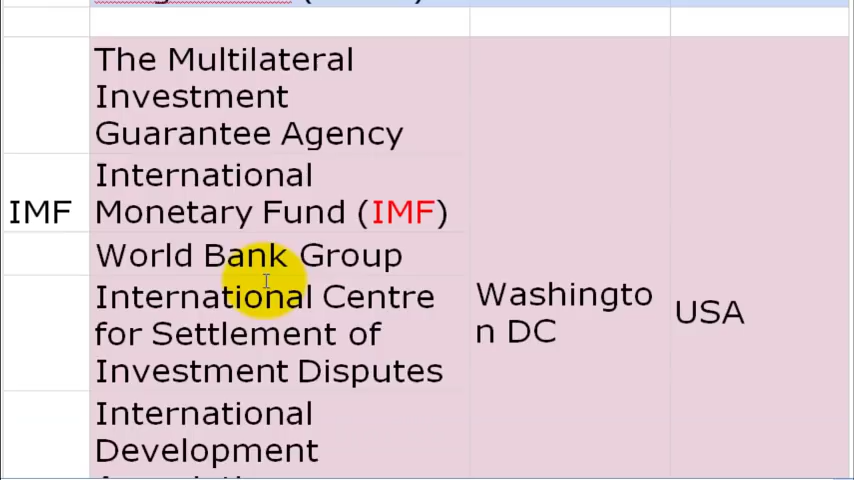 The Multilateral
Investment
Guarantee Agency
International
IMF
Monetary Fund (IMF)
World Bank Group
International Centre
for Settlement of
Investment Disputes
Washingto
n DC
USA
International
Development